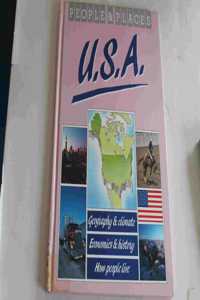 PEOPLE & PLACES
U.S.A.
Geography & climate
Economics & history
How people live